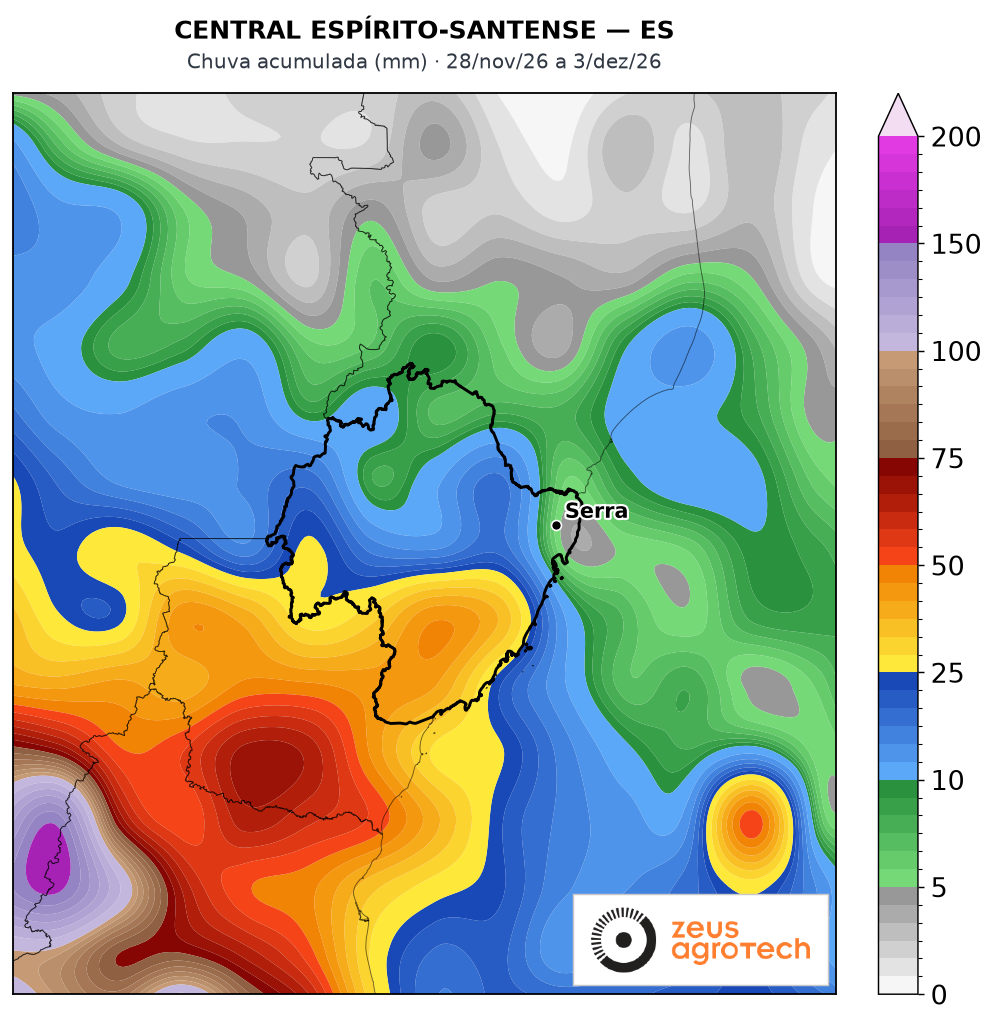 CENTRAL ESPÍRITO-SANTENSE — ES
Chuva acumulada (mm) · 28/nov/26 a 3/dez/26
200
150
100
75
50
25
10
5
0
Serra
zeus
agrotech